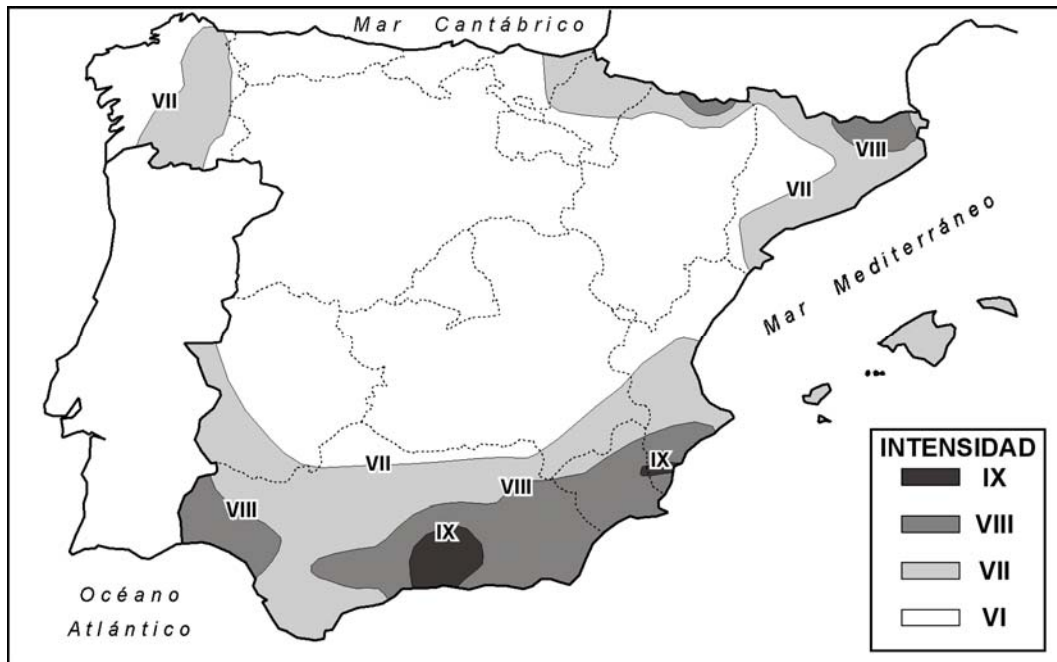 Mar Cantábrico
VII
VIII
VII
Mar Mediterráneo
VII
VIII
IX
VIII
IX
Océano
Atlántico
INTENSIDAD
IX
VIII
VII
VI